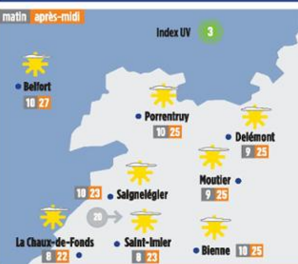 matin après-midi
Index UV 3
Belfort
10 27
Porrentruy
10 25
Delémont
9 25
Moutier
9 25
10 23 Saignelégier
20
La Chaux-de-Fonds
8 22
Saint-Imier
8 23
Bienne 10 25